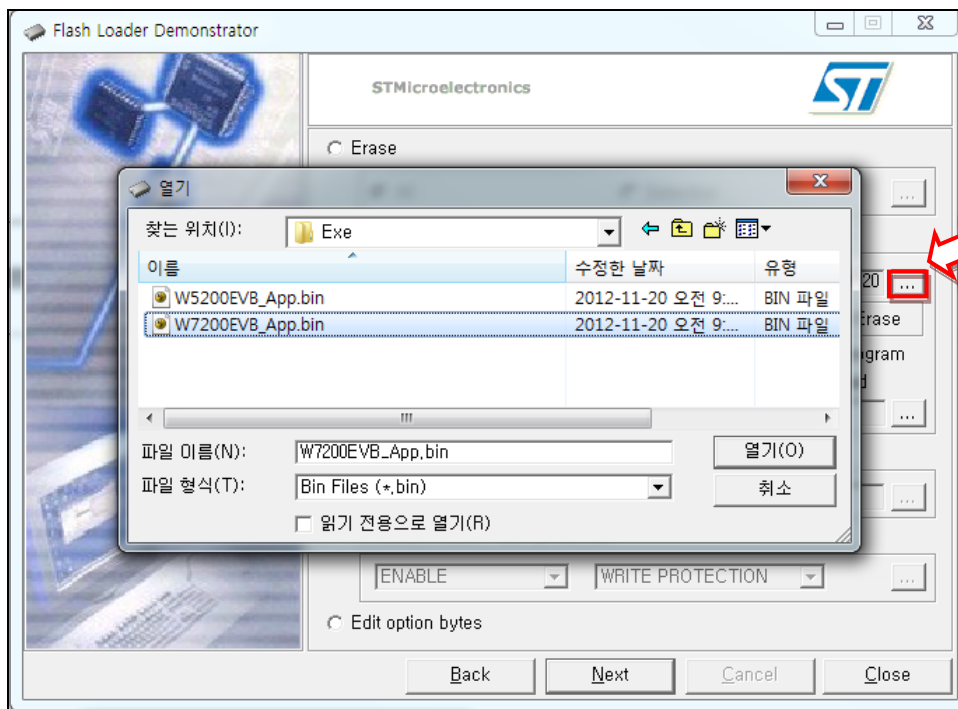 Flash Loader Demonstrator
STMicroelectronics
ST
Erase
열기
찾는 위치(I):
Exe
이름
수정한 날짜
유형
W5200EVB_App.bin
2012-11-20 오전 9:...
BIN 파일
W7200EVB_App.bin
2012-11-20 오전 9:...
BIN 파일
파일 이름(N):
W7200EVB_App.bin
열기(O)
파일 형식(T):
Bin Files (*.bin)
취소
읽기 전용으로 열기(R)
...
20
...
Erase
...
...
ENABLE
WRITE PROTECTION
...
Edit option bytes
Back
Next
Cancel
Close